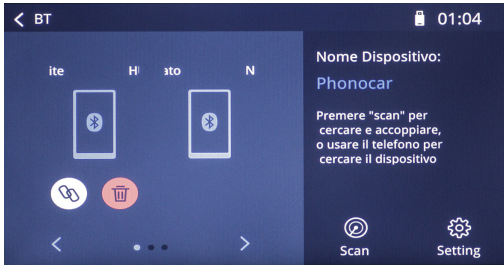 BT
01:04
ite H
ato N
Nome Dispositivo:
Phonocar
Premere "scan" per
cercare e accoppiare,
o usare il telefono per
cercare il dispositivo
Scan
Setting